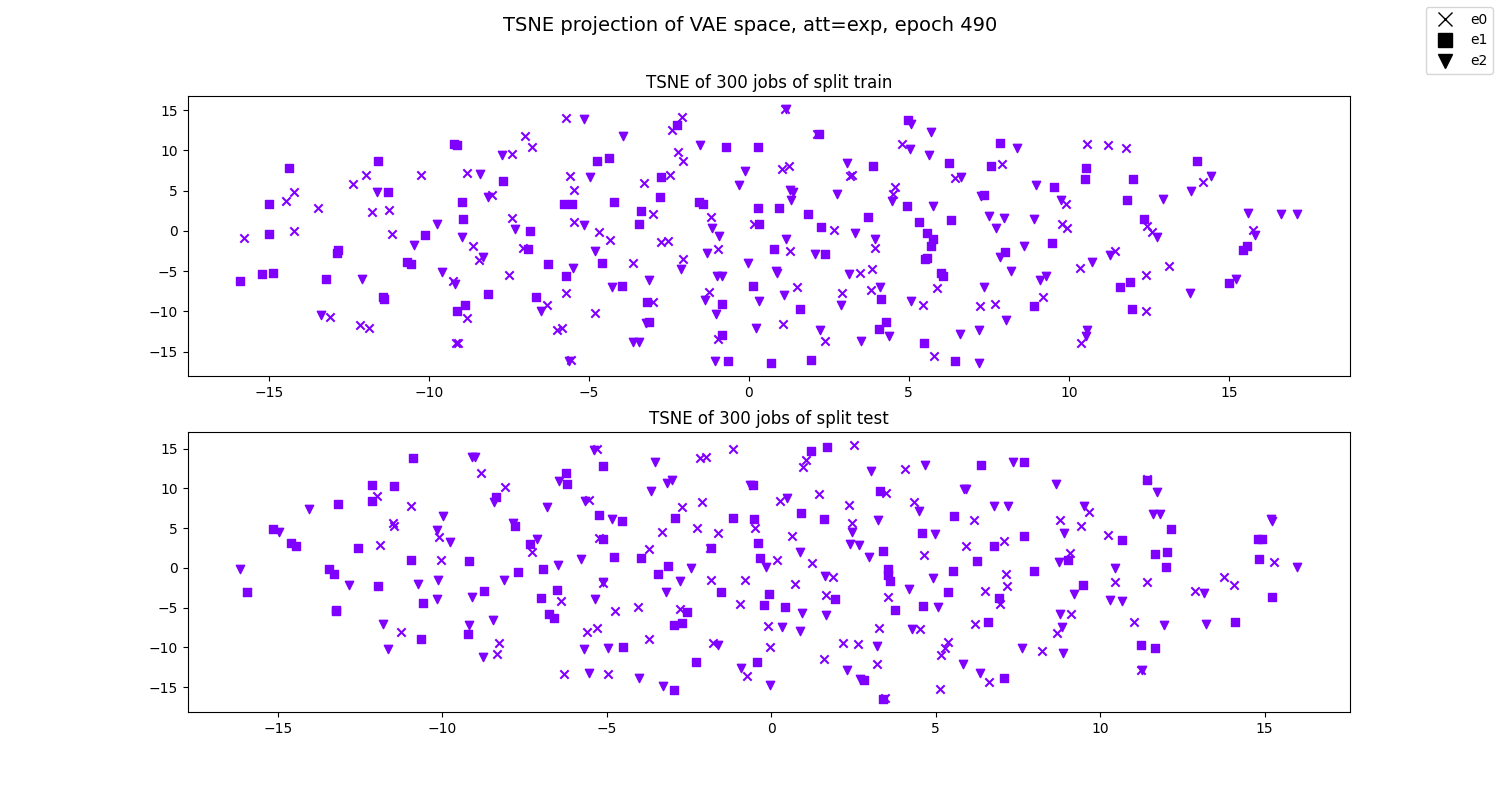 TSNE projection of VAE space, att=exp, epoch 490
e0
e1
e2
TSNE of 300 jobs of split train
15
10
5
0
−5
−10
−15
−15 −10 −5 0 5 10 15
TSNE of 300 jobs of split test
15
10
5
0
−5
−10
−15
−15 −10 −5 0 5 10 15